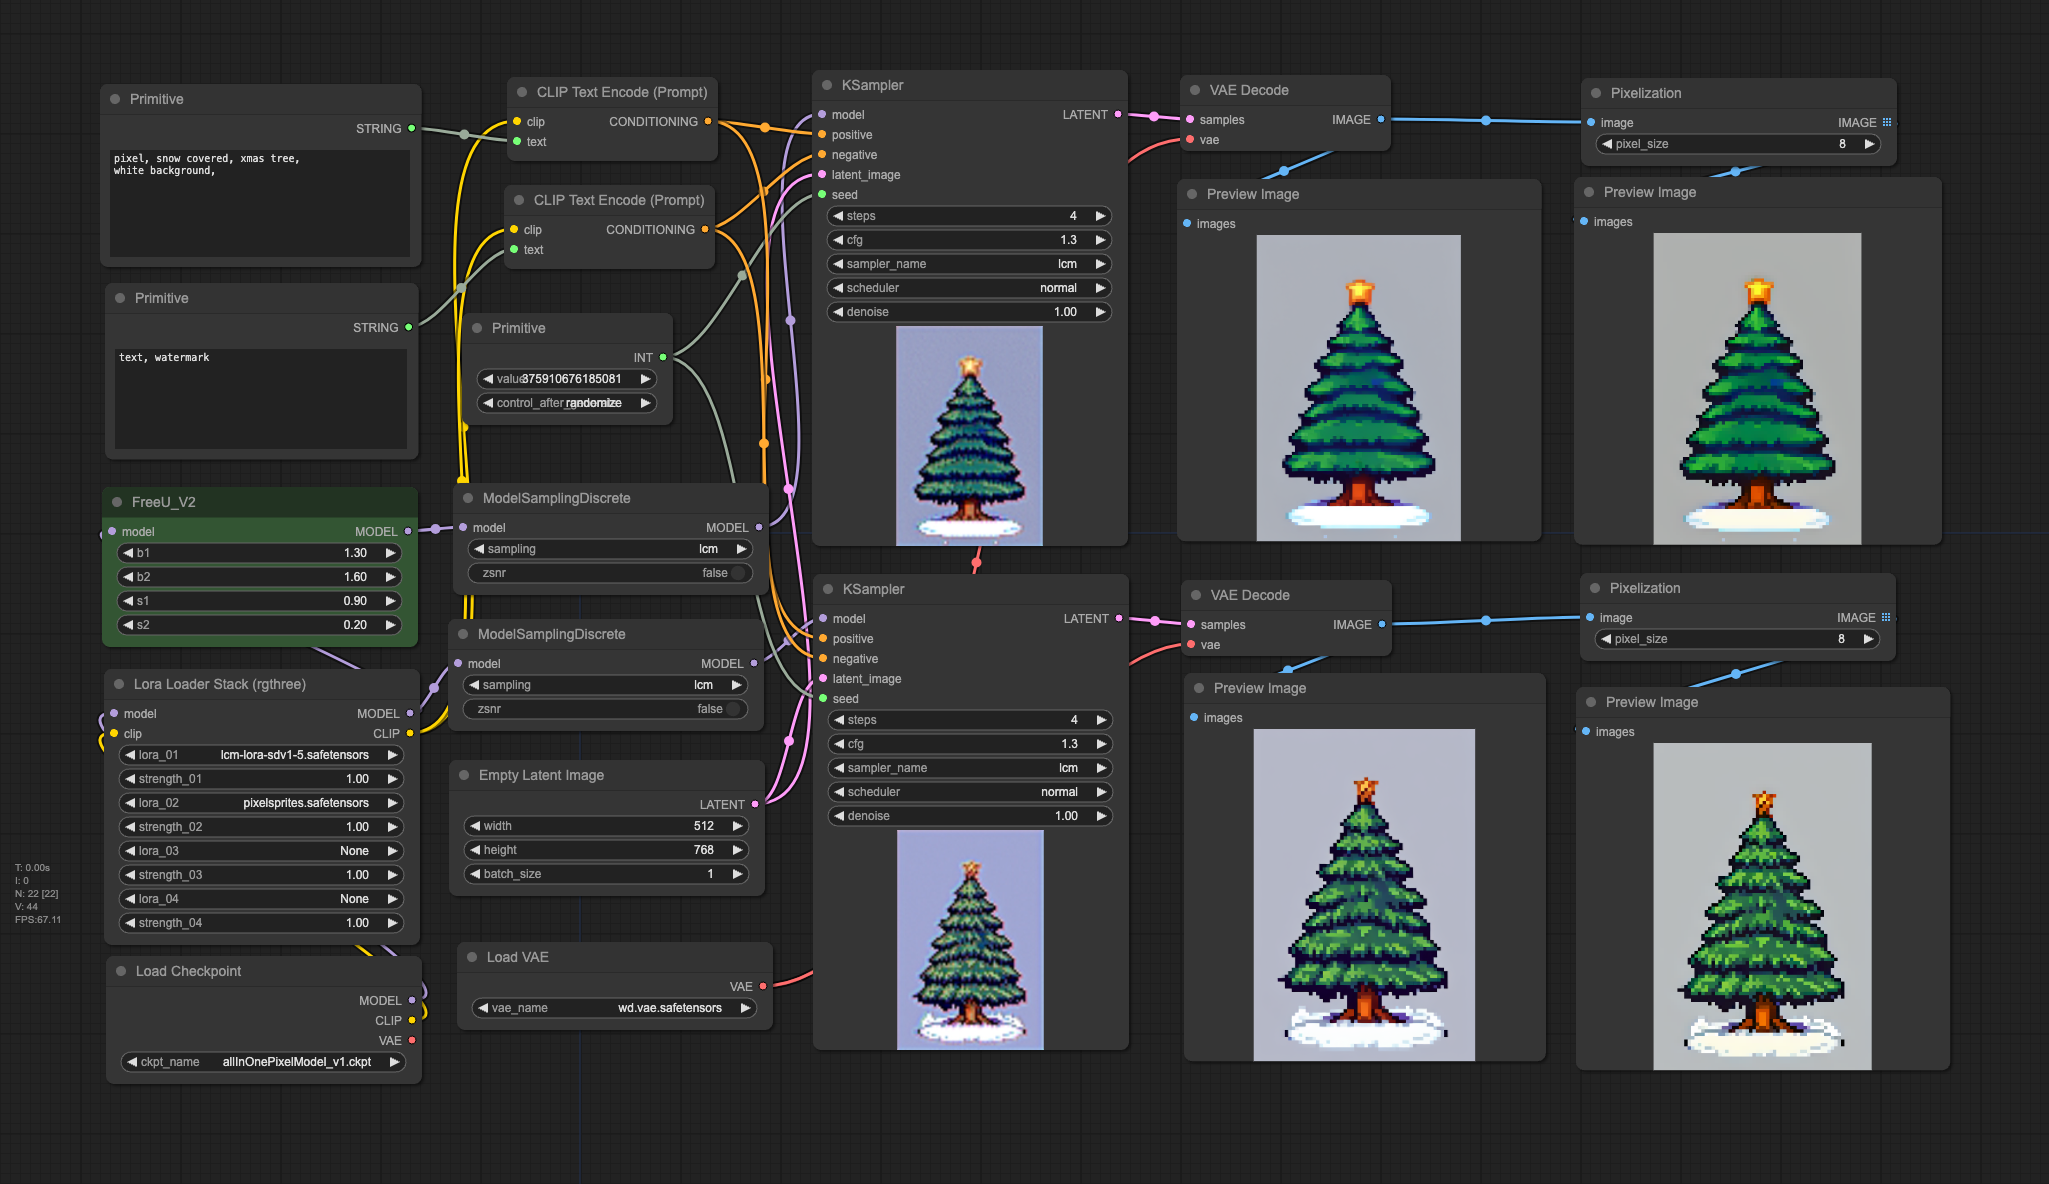 Primitive
STRING
pixel, snow covered, xmas tree,
white background,
Primitive
STRING
text, watermark
FreeU_V2
model MODEL
b1 1.30
b2 1.60
s1 0.90
s2 0.20
Lora Loader Stack (rgthree)
model MODEL
clip CLIP
lora_01 lcm-lora-sdv1-5.safetensors
strength_01 1.00
lora_02 pixelsprites.safetensors
strength_02 1.00
lora_03 None
strength_03 1.00
lora_04 None
strength_04 1.00
Load Checkpoint
MODEL
CLIP
VAE
ckpt_name allInOnePixelModel_v1.ckpt
T: 0.00s
I: 0
N: 22 [22]
V: 44
FPS:67.11
CLIP Text Encode (Prompt)
clip CONDITIONING
text
CLIP Text Encode (Prompt)
clip CONDITIONING
text
Primitive
INT
value 375910676185081
control_after_ randomize
ModelSamplingDiscrete
model MODEL
sampling lcm
zsnr false
ModelSamplingDiscrete
model MODEL
sampling lcm
zsnr false
Empty Latent Image
LATENT
width 512
height 768
batch_size 1
Load VAE
VAE
vae_name wd.vae.safetensors
KSampler
model LATENT
positive
negative
latent_image
seed
steps 4
cfg 1.3
sampler_name lcm
scheduler normal
denoise 1.00
KSampler
model LATENT
positive
negative
latent_image
seed
steps 4
cfg 1.3
sampler_name lcm
scheduler normal
denoise 1.00
VAE Decode
samples IMAGE
vae
Preview Image
images
VAE Decode
samples IMAGE
vae
Preview Image
images
Pixelization
image IMAGE
pixel_size 8
Preview Image
images
Pixelization
image IMAGE
pixel_size 8
Preview Image
images